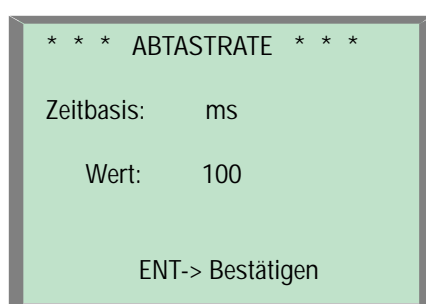 * * * ABTASTRATE * * *
Zeitbasis: ms
Wert: 100
ENT-> Bestätigen